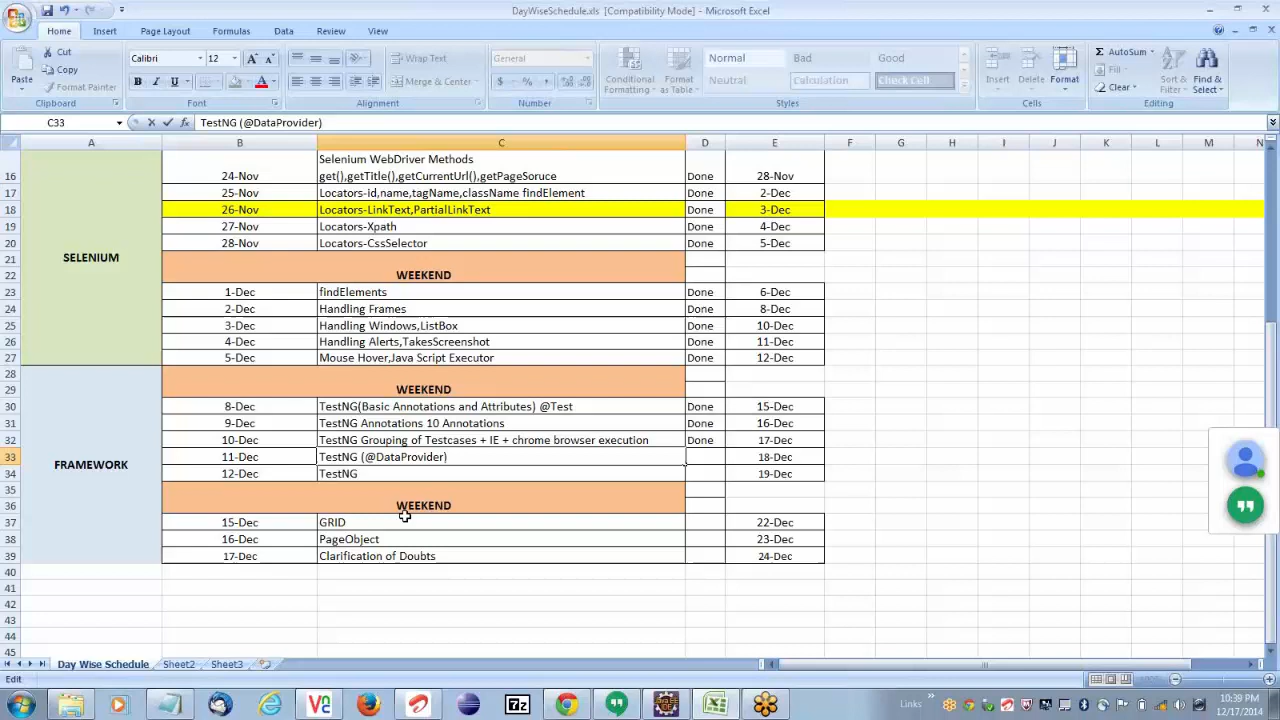 DayWiseSchedule.xls [Compatibility Mode] - Microsoft Excel
Home Insert Page Layout Formulas Data Review View
Paste Cut Copy Format Painter Clipboard
Calibri 12 B I U Font
Wrap Text Merge & Center Alignment
General $ % , Number
Conditional Formatting Format as Table
Normal Bad Good
Neutral Calculation Check Cell
Styles
Insert Delete Format Cells
AutoSum Fill Clear Sort & Filter Find & Select Editing
C33 TestNG (@DataProvider)
A B C D E F G H I J K L M N
Selenium WebDriver Methods
16 24-Nov get(),getTitle(),getCurrentUrl(),getPageSoruce Done 28-Nov
17 25-Nov Locators-id,name,tagName,className findElement Done 2-Dec
18 26-Nov Locators-LinkText,PartialLinkText Done 3-Dec
19 27-Nov Locators-Xpath Done 4-Dec
20 28-Nov Locators-CssSelector Done 5-Dec
21 SELENIUM
22 WEEKEND
23 1-Dec findElements Done 6-Dec
24 2-Dec Handling Frames Done 8-Dec
25 3-Dec Handling Windows,ListBox Done 10-Dec
26 4-Dec Handling Alerts,TakesScreenshot Done 11-Dec
27 5-Dec Mouse Hover,Java Script Executor Done 12-Dec
28
29 WEEKEND
30 8-Dec TestNG(Basic Annotations and Attributes) @Test Done 15-Dec
31 9-Dec TestNG Annotations 10 Annotations Done 16-Dec
32 10-Dec TestNG Grouping of Testcases + IE + chrome browser execution Done 17-Dec
33 FRAMEWORK 11-Dec TestNG (@DataProvider) 18-Dec
34 12-Dec TestNG 19-Dec
35
36 WEEKEND
37 15-Dec GRID 22-Dec
38 16-Dec PageObject 23-Dec
39 17-Dec Clarification of Doubts 24-Dec
40
41
42
43
44
45
Day Wise Schedule Sheet2 Sheet3
Edit 100%
Links 10:39 PM
12/17/2014